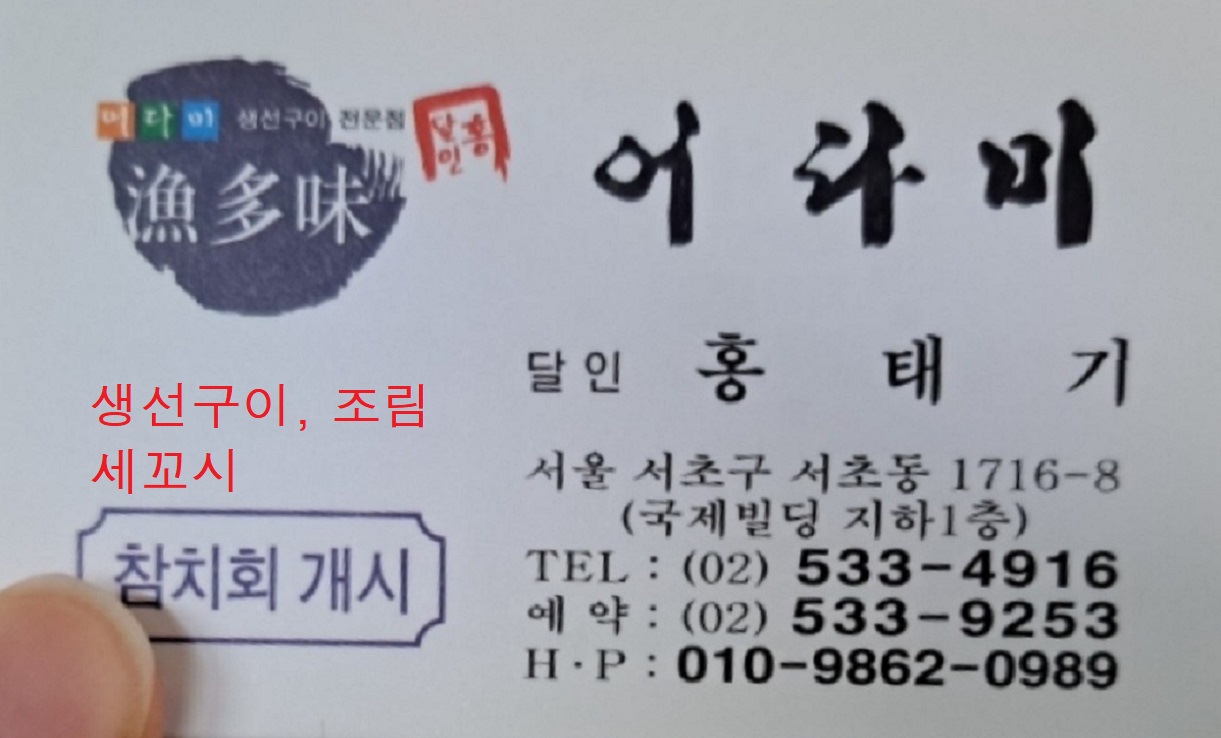 어다미 생선구이 전문점
漁多味
홍달인
어다미
달인 홍태기
생선구이, 조림
세꼬시
참치회 개시
서울 서초구 서초동 1716-8
(국제빌딩 지하1층)
TEL : (02) 533-4916
예약 : (02) 533-9253
H·P : 010-9862-0989